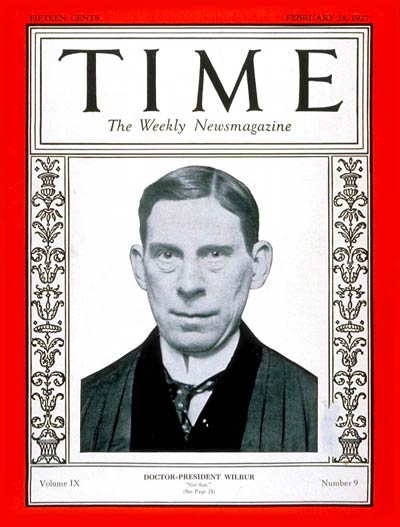 FIFTEEN CENTS FEBRUARY 28, 1927
TIME
The Weekly Newsmagazine
DOCTOR-PRESIDENT WILBUR
Volume IX "Get that." Number 9
(See Page 24)